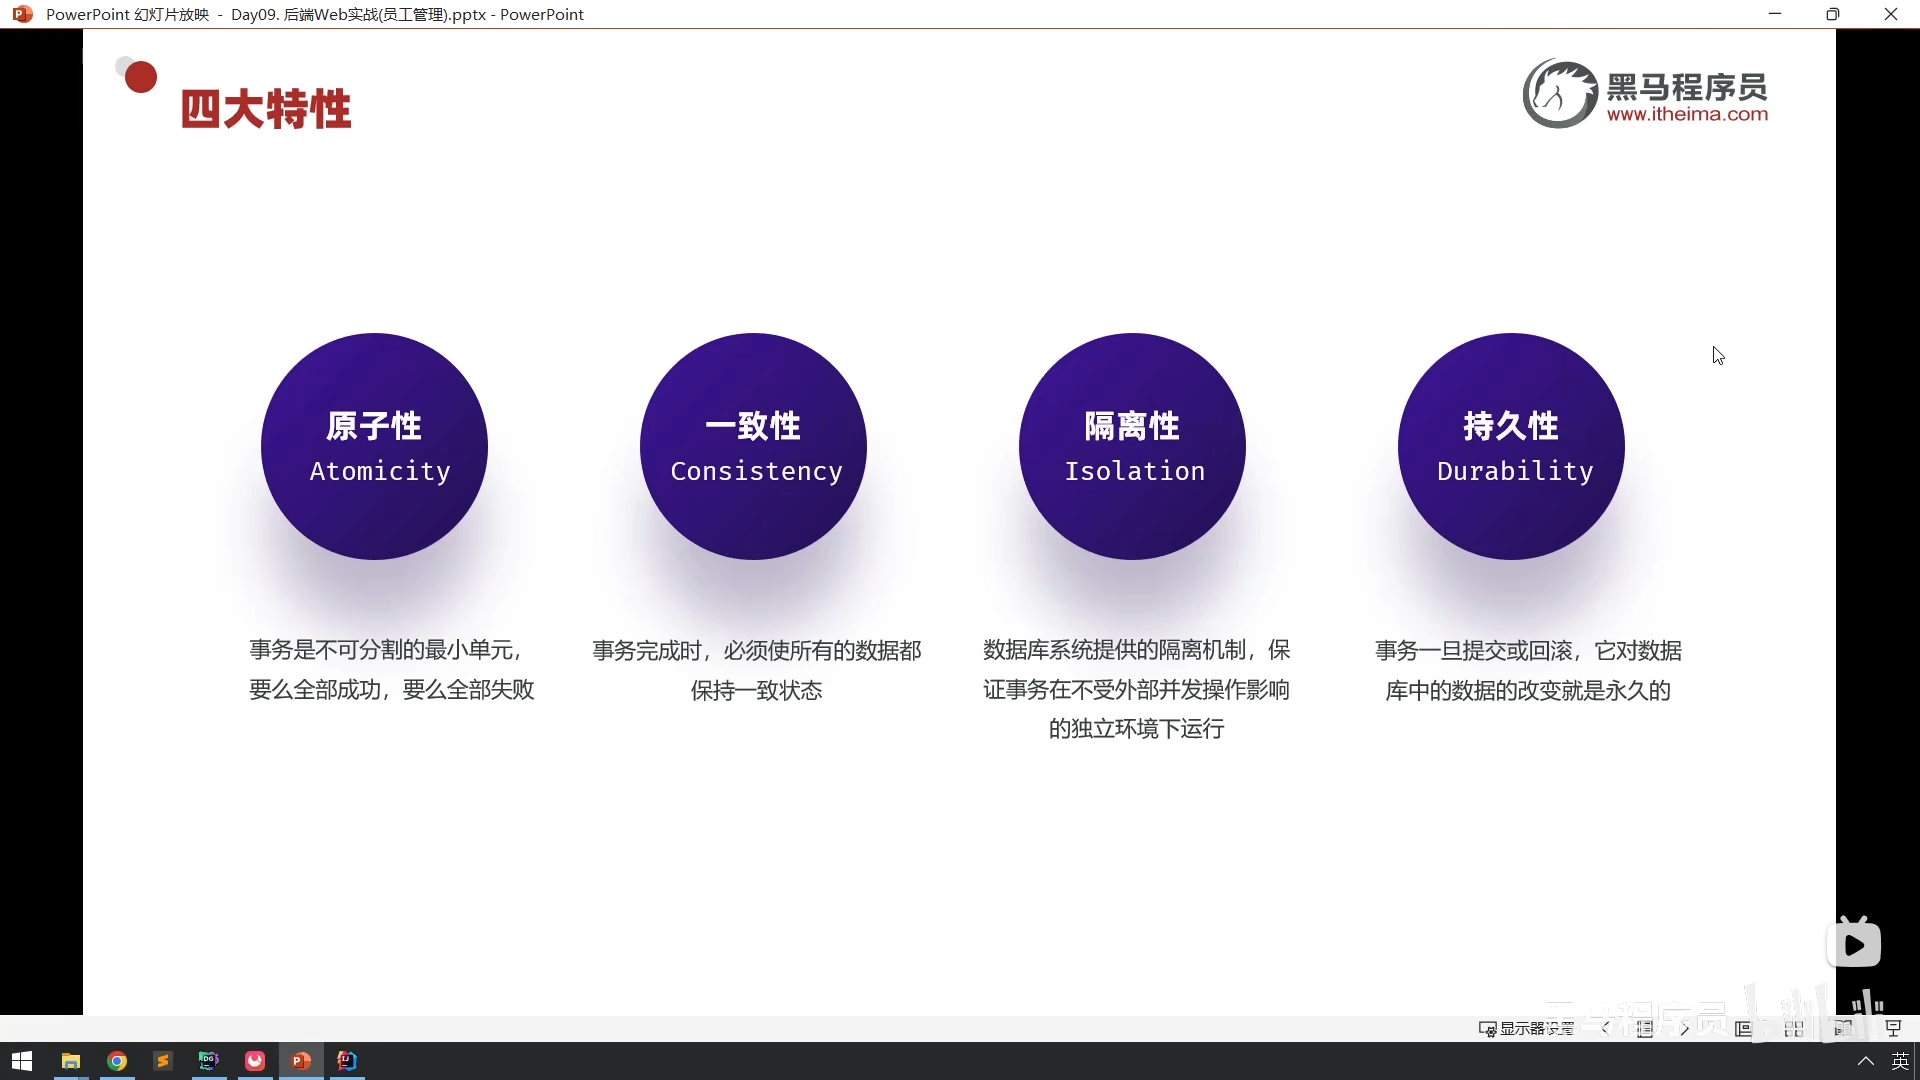 PowerPoint 幻灯片放映 - Day09. 后端Web实战(员工管理).pptx - PowerPoint
四大特性
黑马程序员
www.itheima.com
原子性
Atomicity
一致性
Consistency
隔离性
Isolation
持久性
Durability
事务是不可分割的最小单元，
要么全部成功，要么全部失败
事务完成时，必须使所有的数据都
保持一致状态
数据库系统提供的隔离机制，保
证事务在不受外部并发操作影响
的独立环境下运行
事务一旦提交或回滚，它对数据
库中的数据的改变就是永久的
黑马程序员
显示器设置
英